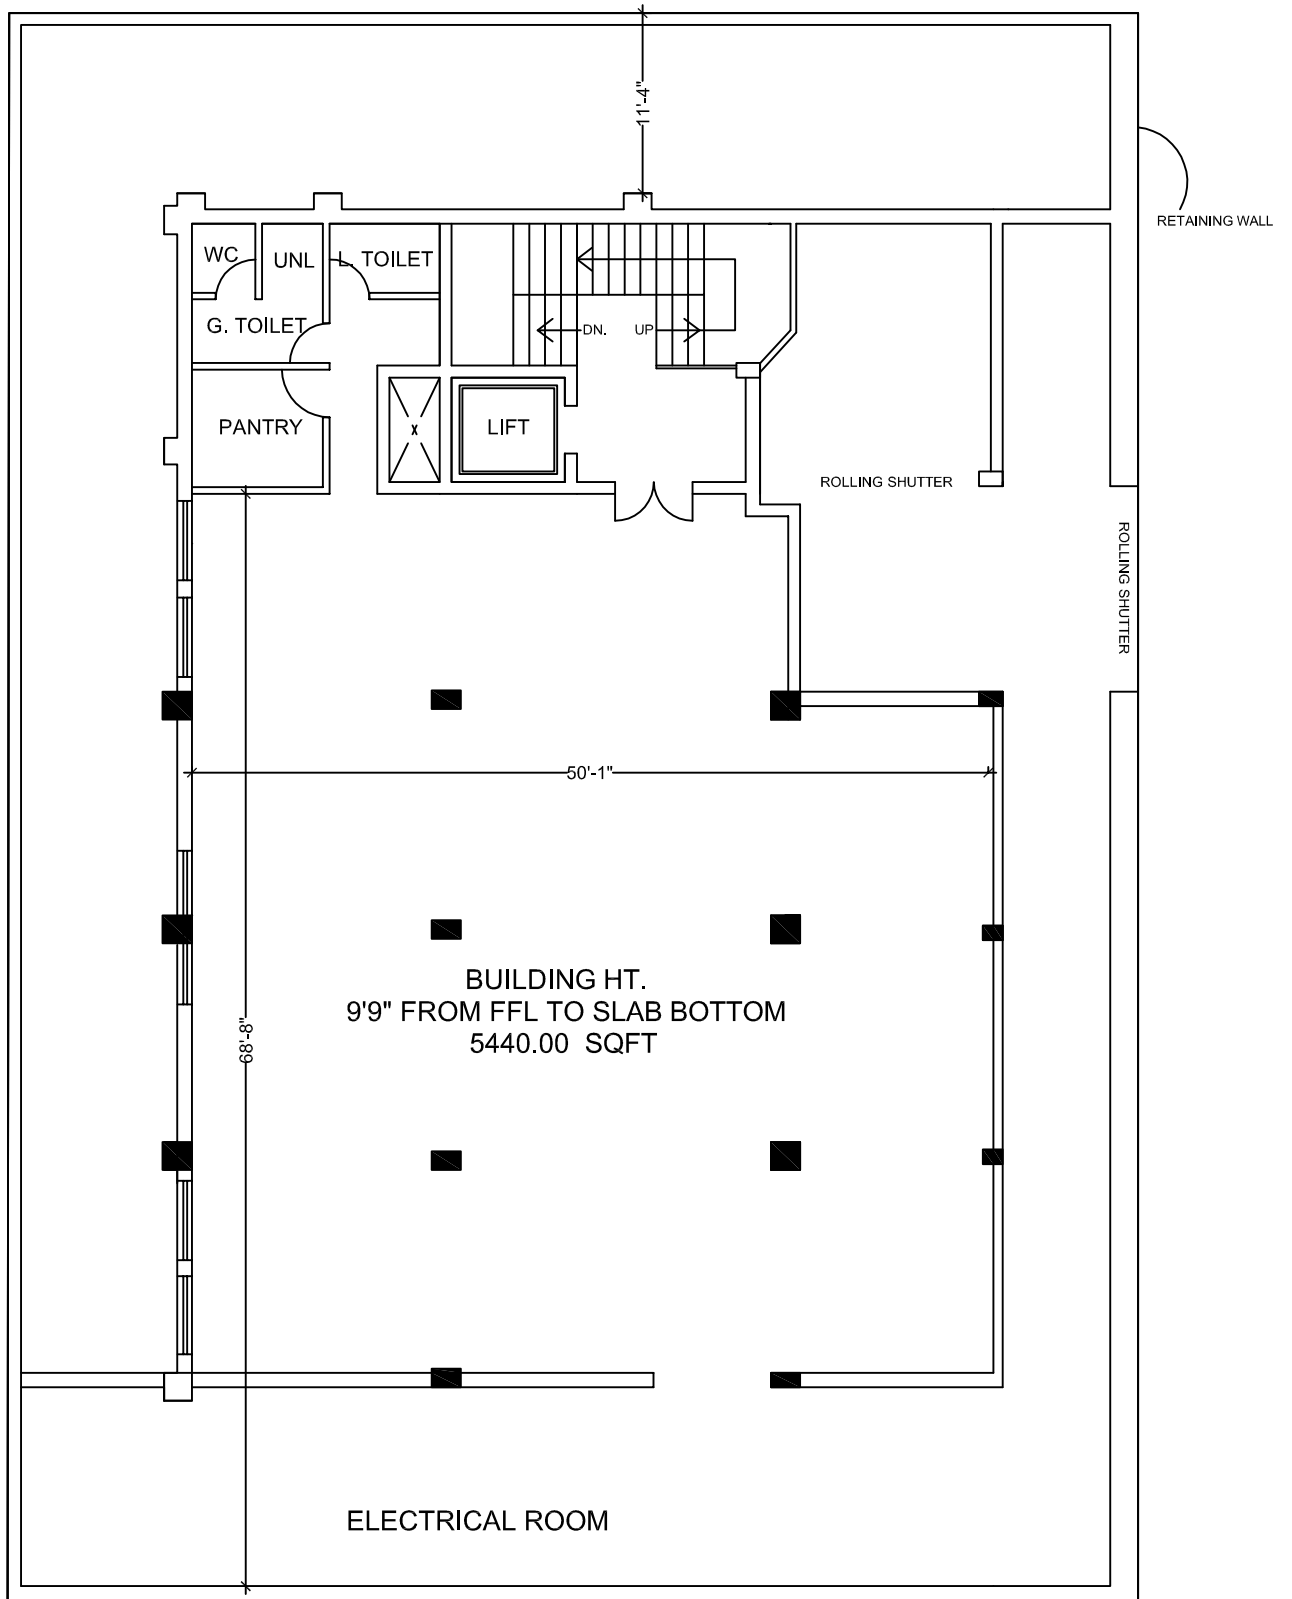 11'-4"
RETAINING WALL
WC
UNL
L. TOILET
G. TOILET
DN.
UP
PANTRY
X
LIFT
ROLLING SHUTTER
ROLLING SHUTTER
50'-1"
BUILDING HT.
9'9" FROM FFL TO SLAB BOTTOM
5440.00 SQFT
68'-8"
ELECTRICAL ROOM